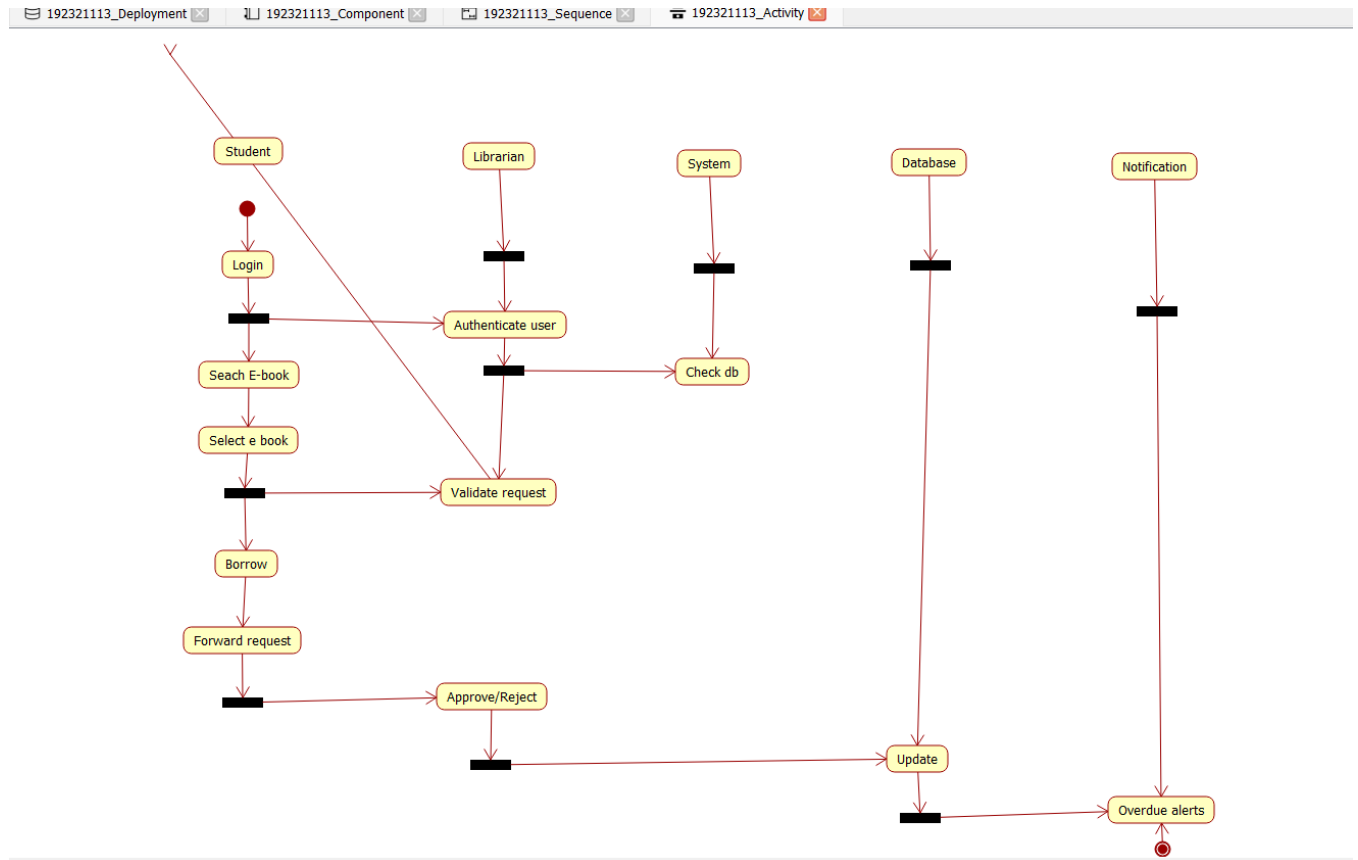 192321113_Deployment
192321113_Component
192321113_Sequence
192321113_Activity
Student
Librarian
System
Database
Notification
Login
Authenticate user
Seach E-book
Check db
Select e book
Validate request
Borrow
Forward request
Approve/Reject
Update
Overdue alerts